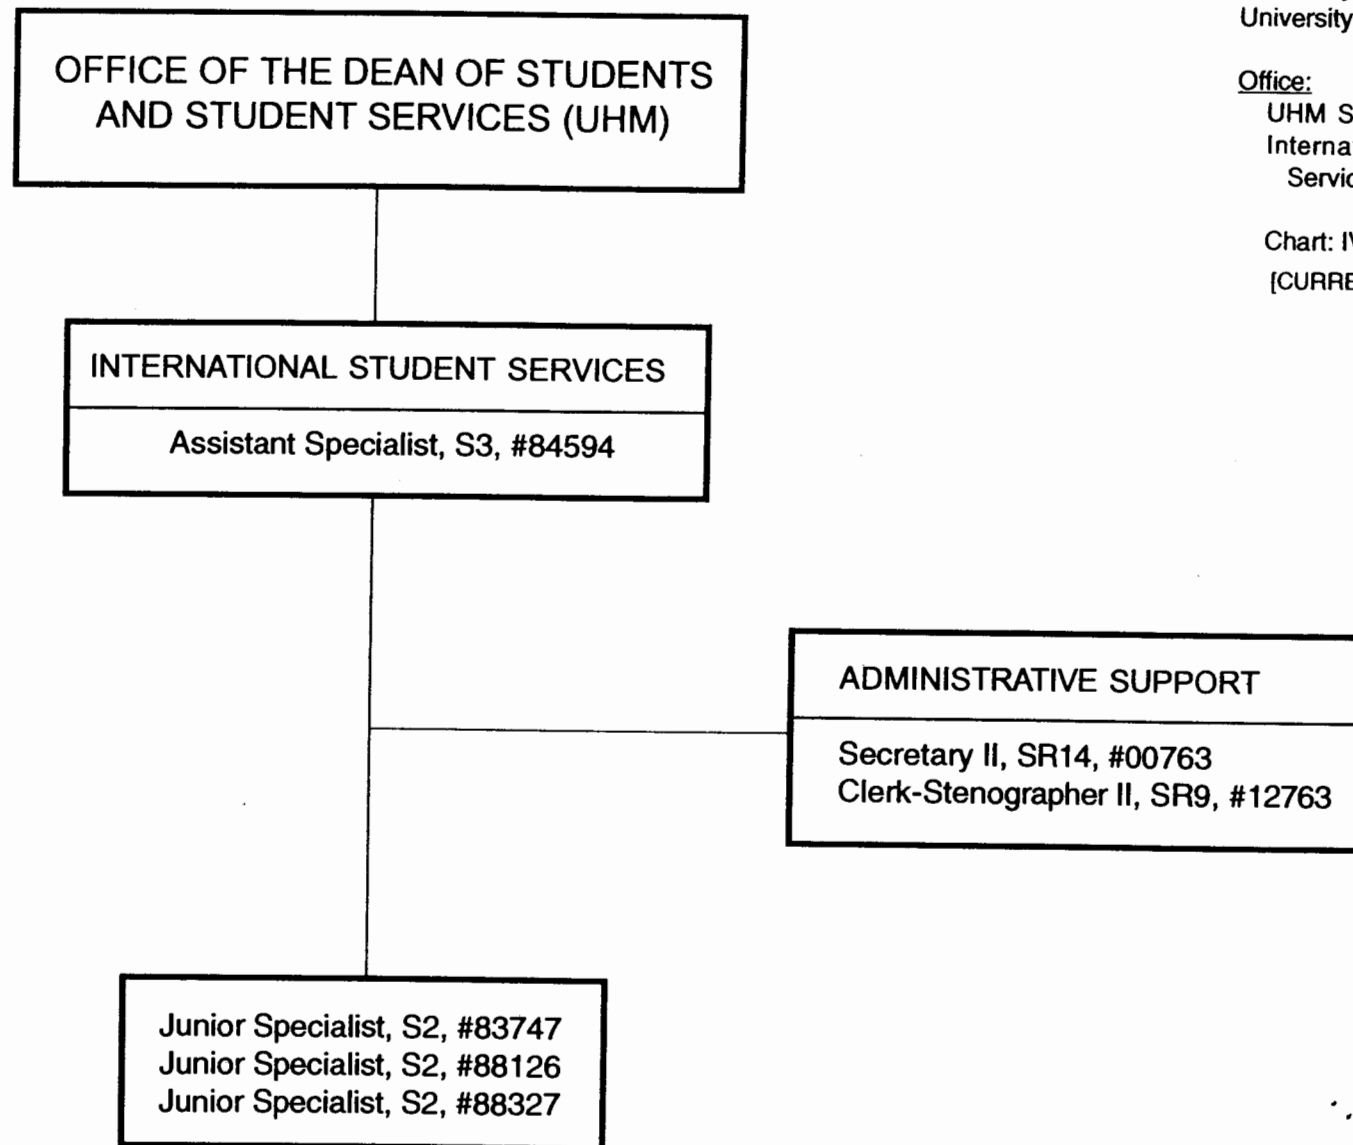 University
Office:
UHM S
Interna
Servic
Chart: IV
[CURRE
OFFICE OF THE DEAN OF STUDENTS
AND STUDENT SERVICES (UHM)
INTERNATIONAL STUDENT SERVICES
Assistant Specialist, S3, #84594
ADMINISTRATIVE SUPPORT
Secretary II, SR14, #00763
Clerk-Stenographer II, SR9, #12763
Junior Specialist, S2, #83747
Junior Specialist, S2, #88126
Junior Specialist, S2, #88327